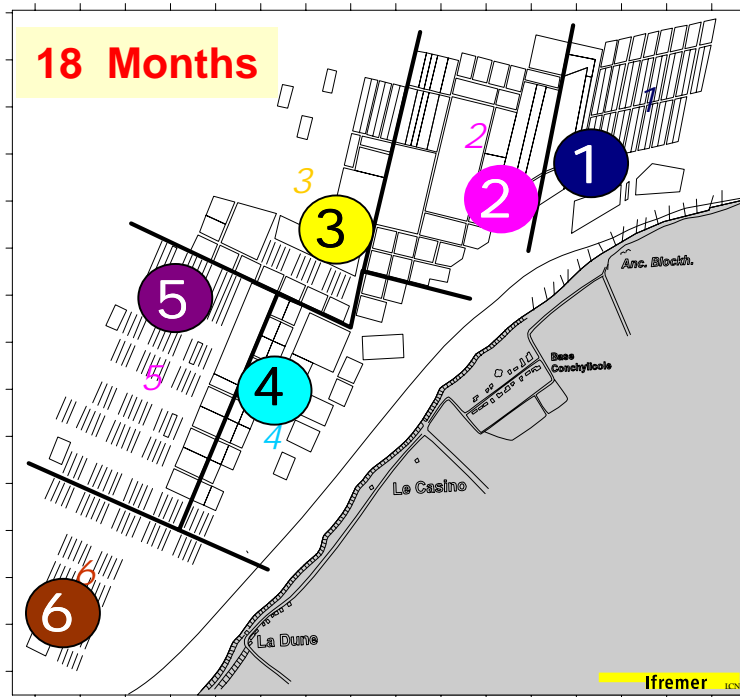 18 Months
1
2
1
2
3
3
Anc. Blockh.
5
Base
Conchylicole
5
4
4
Le Casino
6
6
La Dune
Ifremer ICN